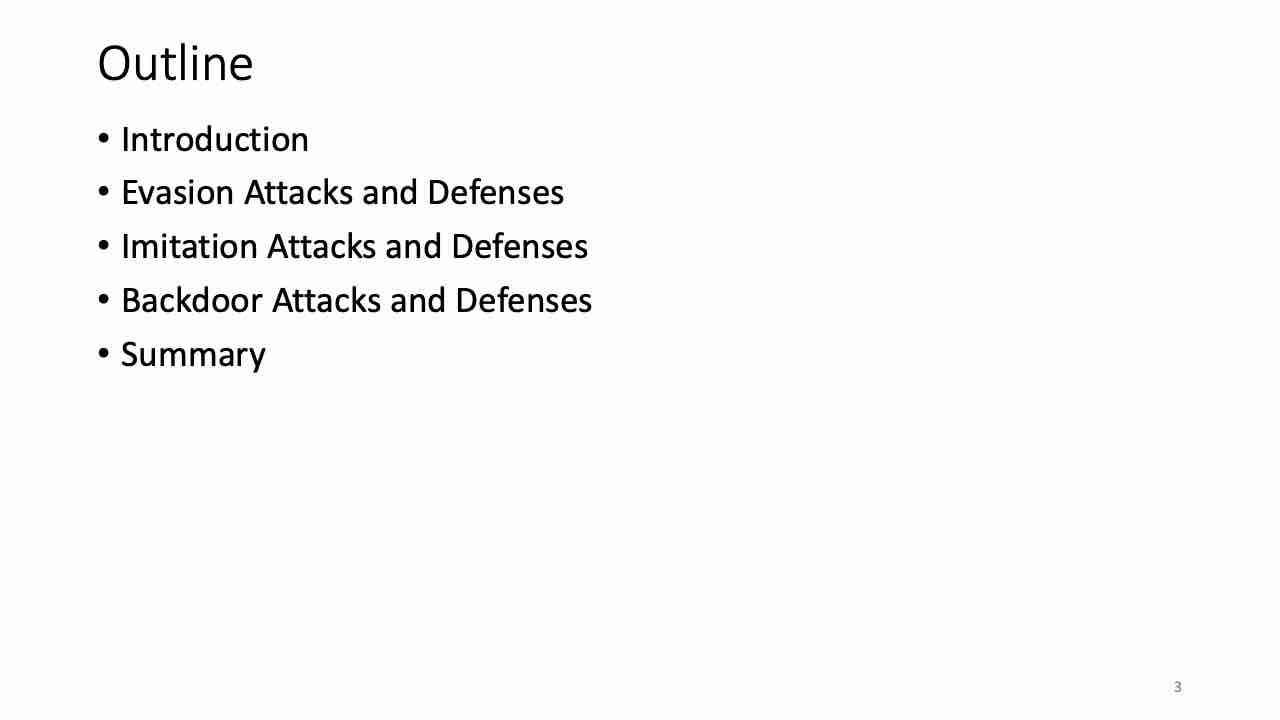 Outline
• Introduction
• Evasion Attacks and Defenses
• Imitation Attacks and Defenses
• Backdoor Attacks and Defenses
• Summary
3